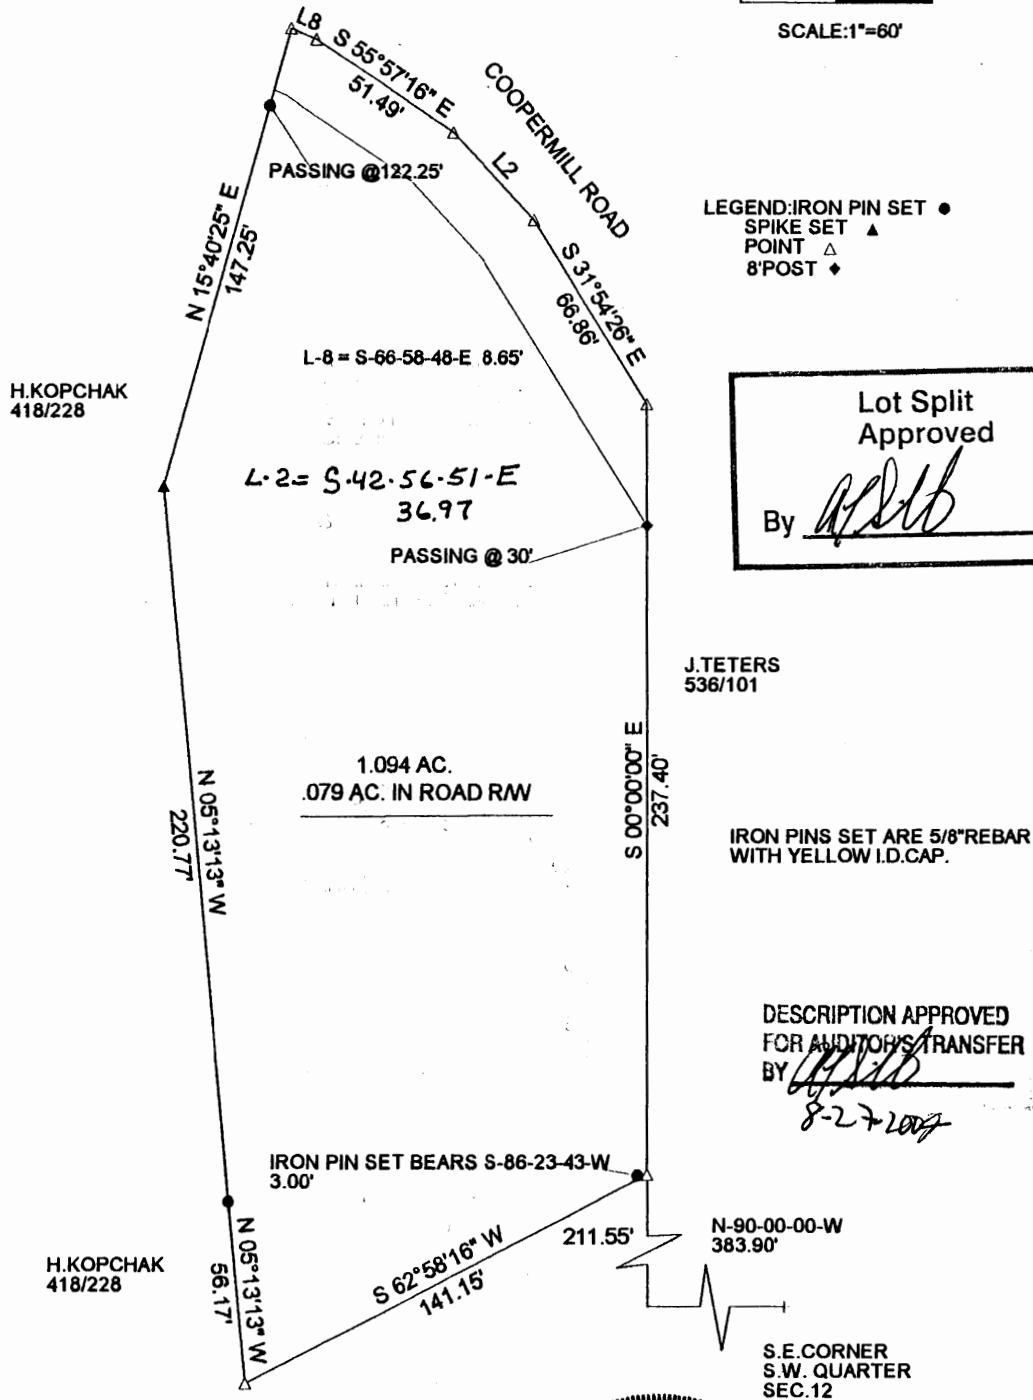 SCALE:1"=60'
L8
S 55°57'16" E
51.49'
COOPERMILL ROAD
PASSING @122.25'
L2
LEGEND:IRON PIN SET ●
SPIKE SET ▲
POINT △
8'POST ◆
N 15°40'25" E
147.25'
S 31°54'26" E
66.86'
L-8 = S-66-58-48-E 8.65'
H.KOPCHAK
418/228
Lot Split
Approved
By
L-2= S-42-56-51-E
36.97
PASSING @ 30'
J.TETERS
536/101
S 00°00'00" E
237.40'
1.094 AC.
.079 AC. IN ROAD R/W
N 05°13'13" W
220.77'
IRON PINS SET ARE 5/8"REBAR
WITH YELLOW I.D.CAP.
DESCRIPTION APPROVED
FOR AUDITOR'S TRANSFER
BY
IRON PIN SET BEARS S-86-23-43-W
3.00'
N 05°13'13" W
56.17'
H.KOPCHAK
418/228
S 62°58'16" W
141.15'
211.55'
N-90-00-00-W
383.90'
S.E.CORNER
S.W. QUARTER
SEC.12